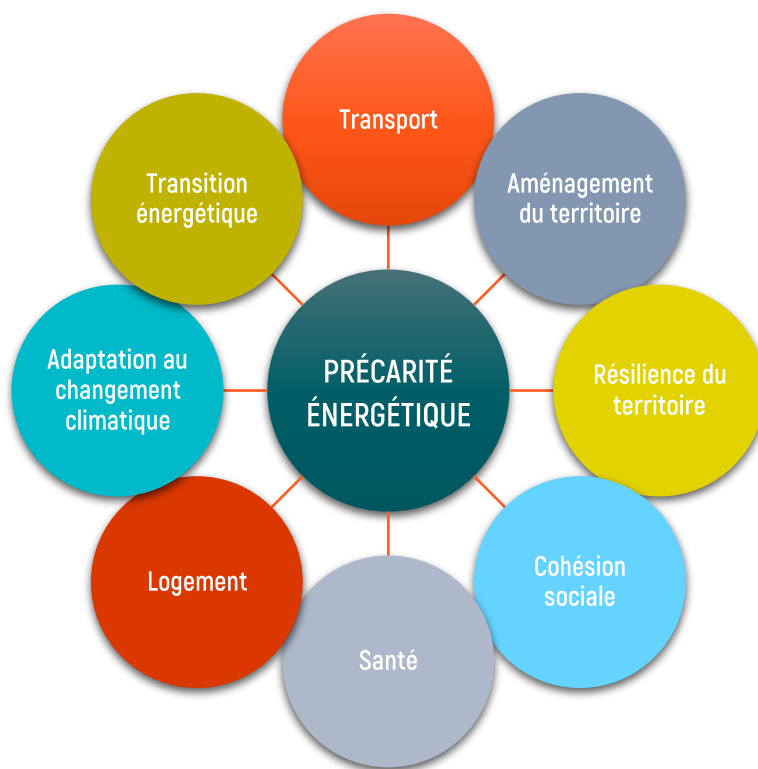 Transport
Aménagement
du territoire
Résilience du
territoire
Cohésion
sociale
Santé
Logement
Adaptation au
changement
climatique
Transition
énergétique
PRÉCARITÉ
ÉNERGÉTIQUE